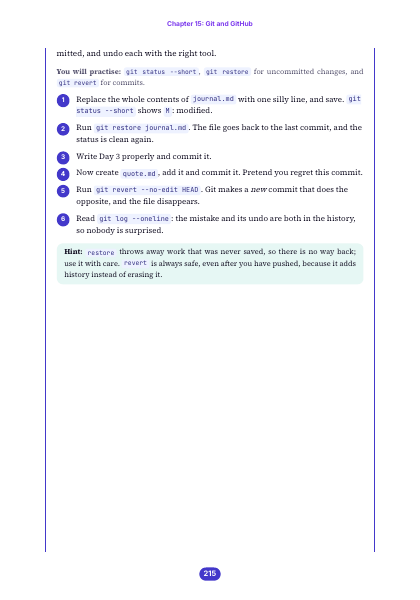 Chapter 15: Git and GitHub
mitted, and undo each with the right tool.
You will practise: git status --short, git restore for uncommitted changes, and
git revert for commits.
1 Replace the whole contents of journal.md with one silly line, and save. git
status --short shows M: modified.
2 Run git restore journal.md. The file goes back to the last commit, and the
status is clean again.
3 Write Day 3 properly and commit it.
4 Now create quote.md, add it and commit it. Pretend you regret this commit.
5 Run git revert --no-edit HEAD. Git makes a new commit that does the
opposite, and the file disappears.
6 Read git log --oneline: the mistake and its undo are both in the history,
so nobody is surprised.
Hint: restore throws away work that was never saved, so there is no way back;
use it with care. revert is always safe, even after you have pushed, because it adds
history instead of erasing it.
215